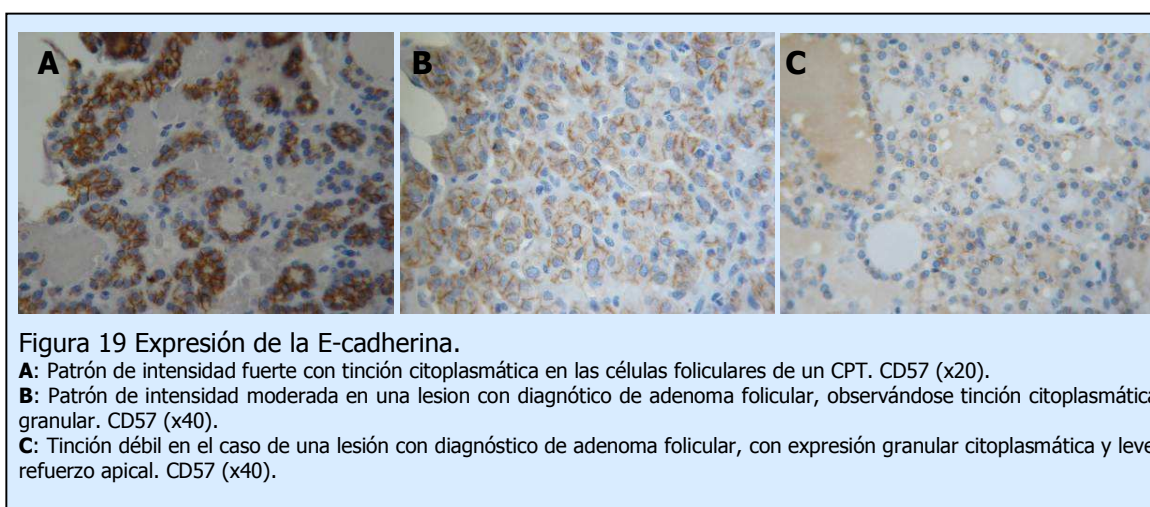 A B C
Figura 19 Expresión de la E-cadherina.
A: Patrón de intensidad fuerte con tinción citoplasmática en las células foliculares de un CPT. CD57 (x20).
B: Patrón de intensidad moderada en una lesion con diagnótico de adenoma folicular, observándose tinción citoplasmática
granular. CD57 (x40).
C: Tinción débil en el caso de una lesión con diagnóstico de adenoma folicular, con expresión granular citoplasmática y leve
refuerzo apical. CD57 (x40).